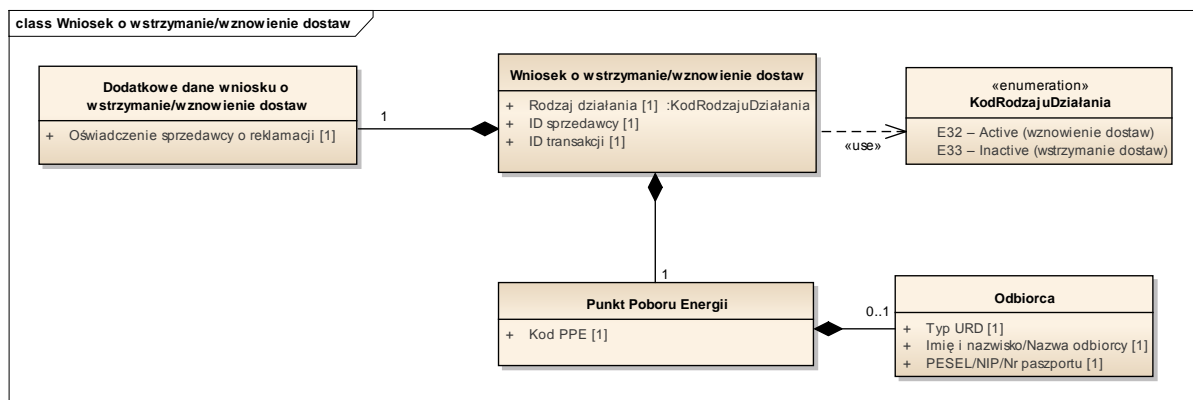 class Wniosek o wstrzymanie/wznowienie dostaw
Dodatkowe dane wniosku o
wstrzymanie/wznowienie dostaw
+ Oświadczenie sprzedawcy o reklamacji [1]
1
Wniosek o wstrzymanie/wznowienie dostaw
+ Rodzaj działania [1] :KodRodzajuDziałania
+ ID sprzedawcy [1]
+ ID transakcji [1]
«use»
«enumeration»
KodRodzajuDziałania
E32 – Active (wznowienie dostaw)
E33 – Inactive (wstrzymanie dostaw)
1
Punkt Poboru Energii
+ Kod PPE [1]
0..1
Odbiorca
+ Typ URD [1]
+ Imię i nazwisko/Nazwa odbiorcy [1]
+ PESEL/NIP/Nr paszportu [1]